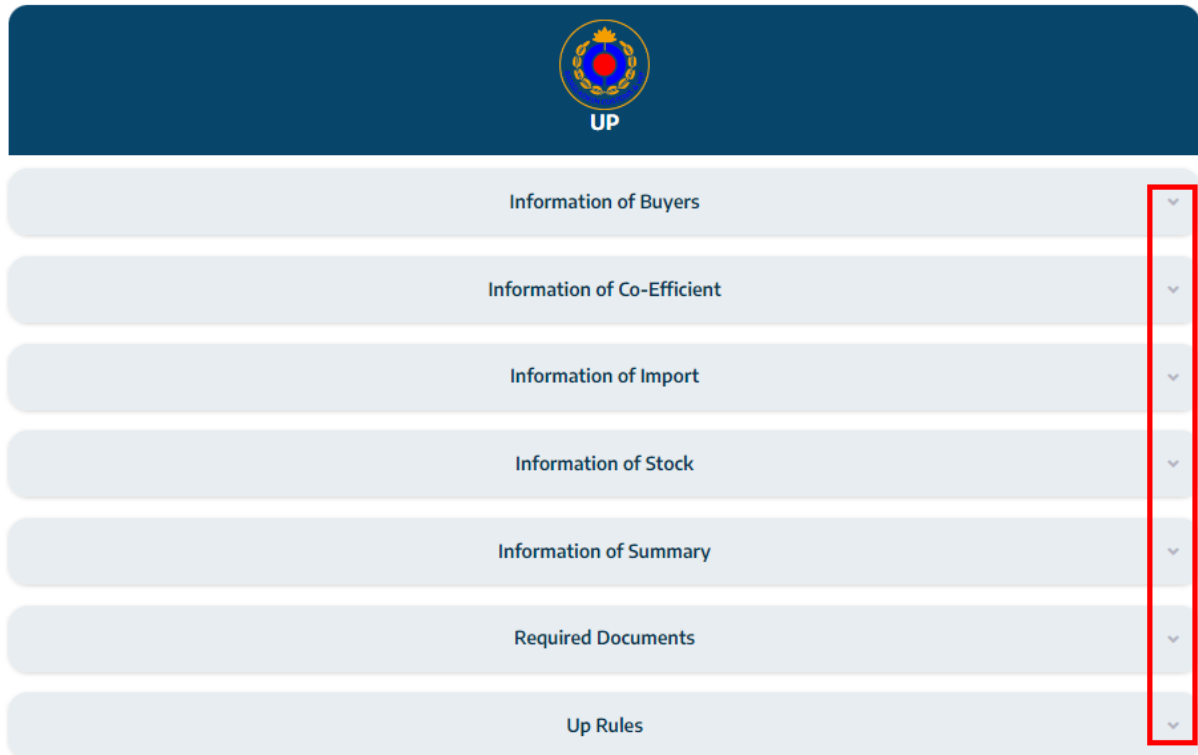 UP
Information of Buyers
Information of Co-Efficient
Information of Import
Information of Stock
Information of Summary
Required Documents
Up Rules